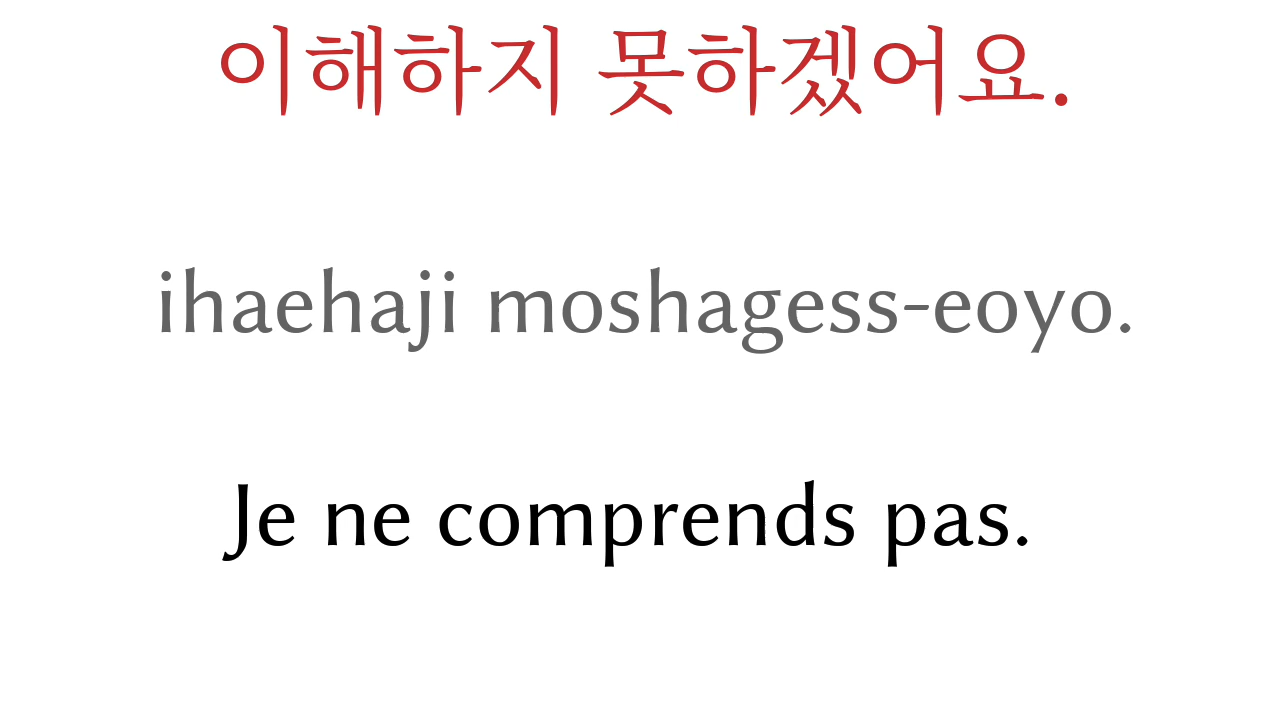 이해하지 못하겠어요.
ihaehaji moshagess-eoyo.
Je ne comprends pas.